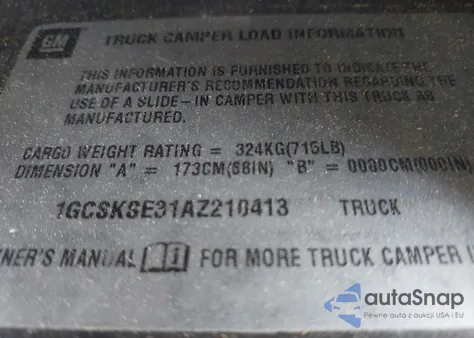 GM TRUCK CAMPER LOAD INFORMATION
THIS INFORMATION IS FURNISHED TO INDICATE THE
MANUFACTURER'S RECOMMENDATION REGARDING THE
USE OF A SLIDE-IN CAMPER WITH THIS TRUCK AS
MANUFACTURED.
CARGO WEIGHT RATING = 324KG(715LB)
DIMENSION "A" = 173CM(68IN) "B" = 0000CM(000IN)
1GCSKSE31AZ210413 TRUCK
NER'S MANUAL FOR MORE TRUCK CAMPER I
autoSnap
Pewne auta z aukcji USA i EU